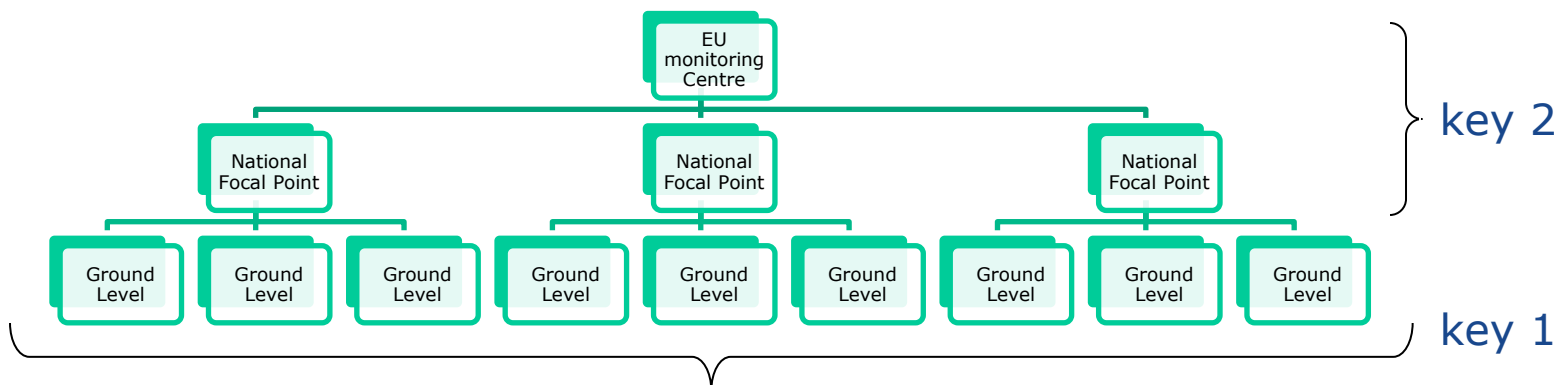 EU
monitoring
Centre
key 2
National
Focal Point
National
Focal Point
National
Focal Point
Ground
Level
Ground
Level
Ground
Level
Ground
Level
Ground
Level
Ground
Level
Ground
Level
Ground
Level
Ground
Level
key 1